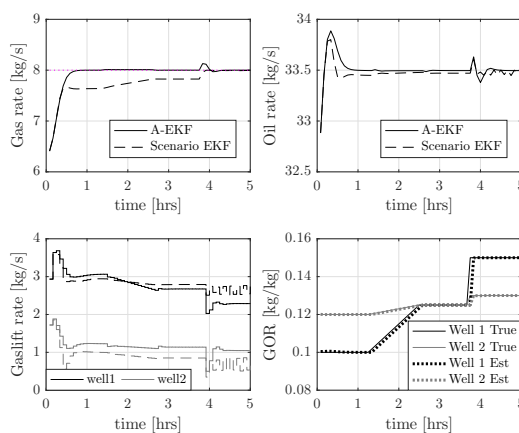 9
8
7
6
Gas rate [kg/s]
A-EKF
Scenario EKF
0 1 2 3 4 5
time [hrs]
34
33.5
33
32.5
Oil rate [kg/s]
A-EKF
Scenario EKF
0 1 2 3 4 5
time [hrs]
4
3
2
1
0
Gaslift rate [kg/s]
well1 well2
0 1 2 3 4 5
time [hrs]
0.16
0.14
0.12
0.1
0.08
GOR [kg/kg]
Well 1 True
Well 2 True
Well 1 Est
Well 2 Est
0 1 2 3 4 5
time [hrs]